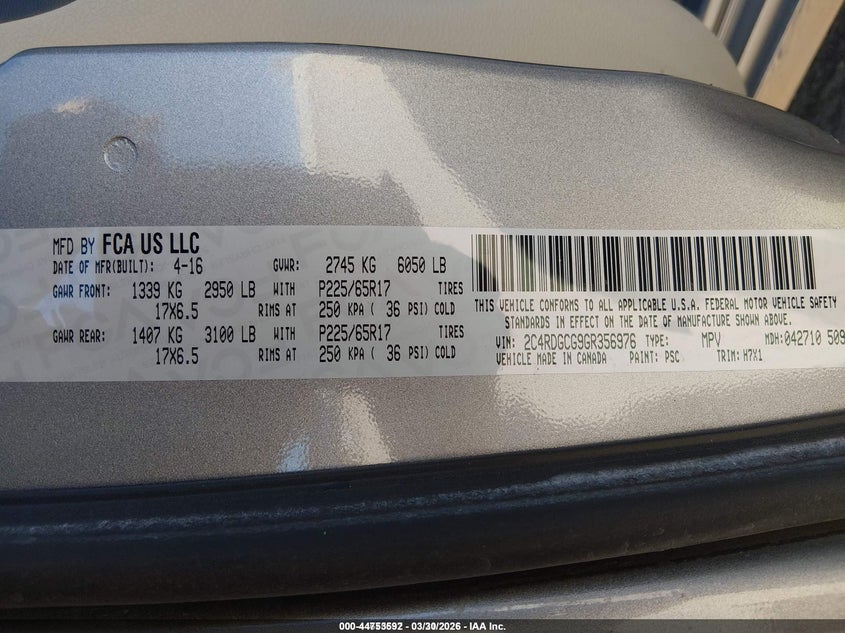 MFD BY FCA US LLC
DATE OF MFR(BUILT): 4-16 GVWR: 2745 KG 6050 LB
GAWR FRONT: 1339 KG 2950 LB WITH P225/65R17 TIRES
17X6.5 RIMS AT 250 KPA ( 36 PSI) COLD
GAWR REAR: 1407 KG 3100 LB WITH P225/65R17 TIRES
17X6.5 RIMS AT 250 KPA ( 36 PSI) COLD
THIS VEHICLE CONFORMS TO ALL APPLICABLE U.S.A. FEDERAL MOTOR VEHICLE SAFETY
STANDARDS IN EFFECT ON THE DATE OF MANUFACTURE SHOWN ABOVE.
VIN: 2C4RDGCG9GR356976 TYPE: MPV MDH: 042710 509
VEHICLE MADE IN CANADA PAINT: PSC TRIM: H7X1
000-44753592 - 03/30/2026 - IAA Inc.